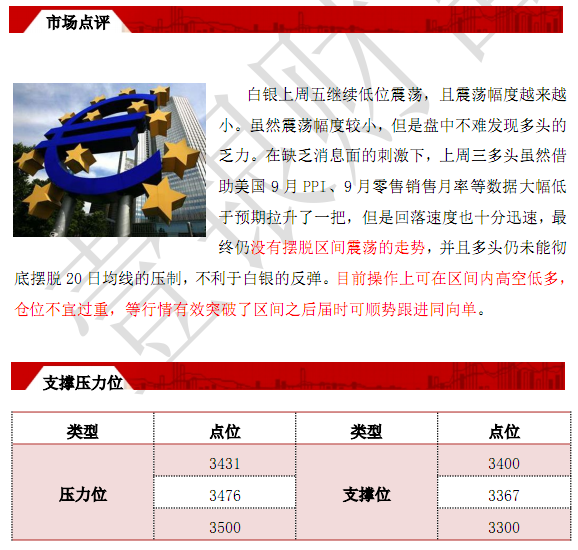 市场点评
白银上周五继续低位震荡，且震荡幅度越来越
小。虽然震荡幅度较小，但是盘中不难发现多头的
乏力。在缺乏消息面的刺激下，上周三多头虽然借
助美国 9 月 PPI、9 月零售销售月率等数据大幅低
于预期拉升了一把，但是回落速度也十分迅速，最
终仍没有摆脱区间震荡的走势，并且多头仍未能彻
底摆脱 20 日均线的压制，不利于白银的反弹。目前操作上可在区间内高空低多，
仓位不宜过重，等行情有效突破了区间之后届时可顺势跟进同向单。
支撑压力位
类型 点位 类型 点位
压力位 3431 支撑位 3400
3476 3367
3500 3300